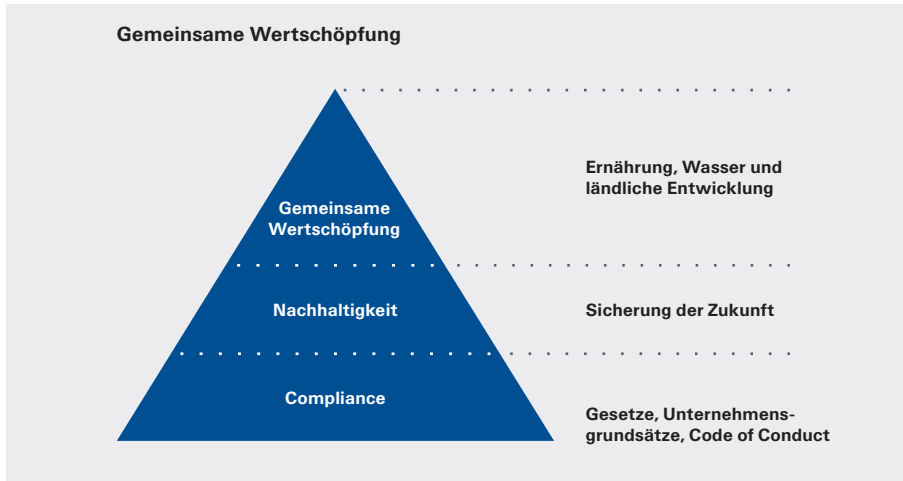 Gemeinsame Wertschöpfung
Ernährung, Wasser und
ländliche Entwicklung
Gemeinsame
Wertschöpfung
Nachhaltigkeit
Sicherung der Zukunft
Compliance
Gesetze, Unternehmens-
grundsätze, Code of Conduct